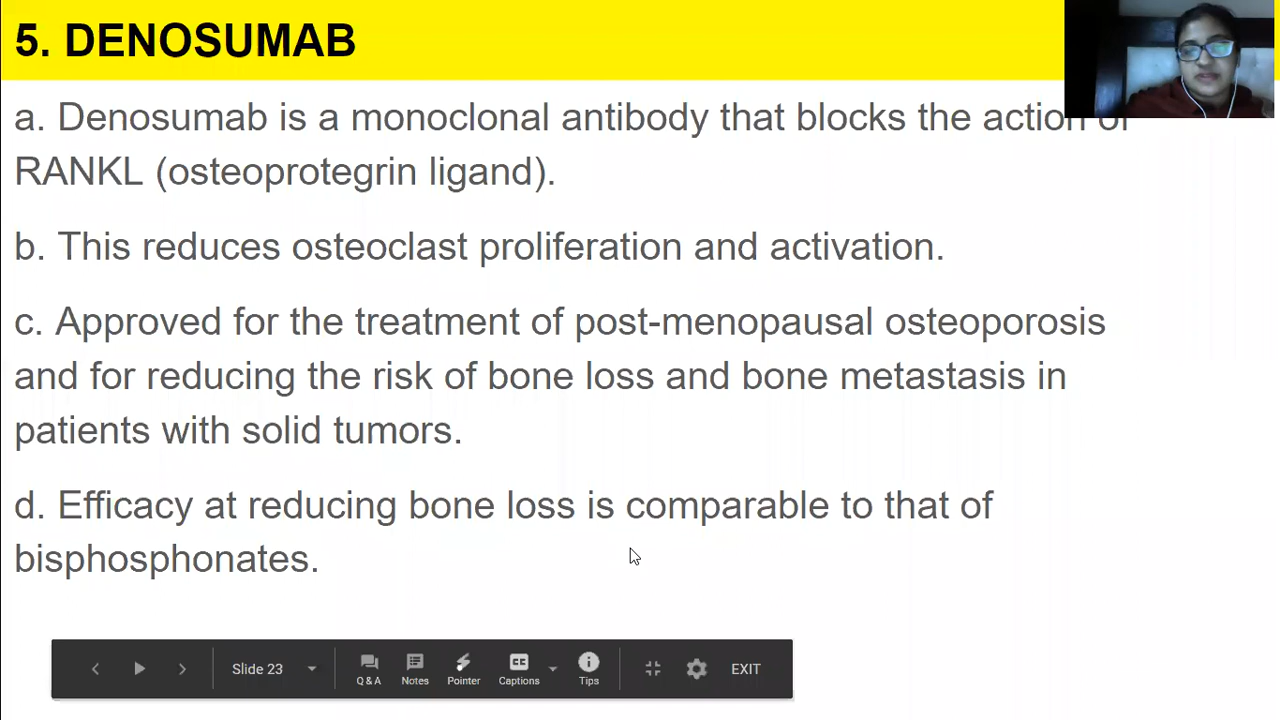 5. DENOSUMAB
a. Denosumab is a monoclonal antibody that blocks the action of
RANKL (osteoprotegrin ligand).
b. This reduces osteoclast proliferation and activation.
c. Approved for the treatment of post-menopausal osteoporosis
and for reducing the risk of bone loss and bone metastasis in
patients with solid tumors.
d. Efficacy at reducing bone loss is comparable to that of
bisphosphonates.
Slide 23
Q & A
Notes
Pointer
CC
Captions
Tips
EXIT